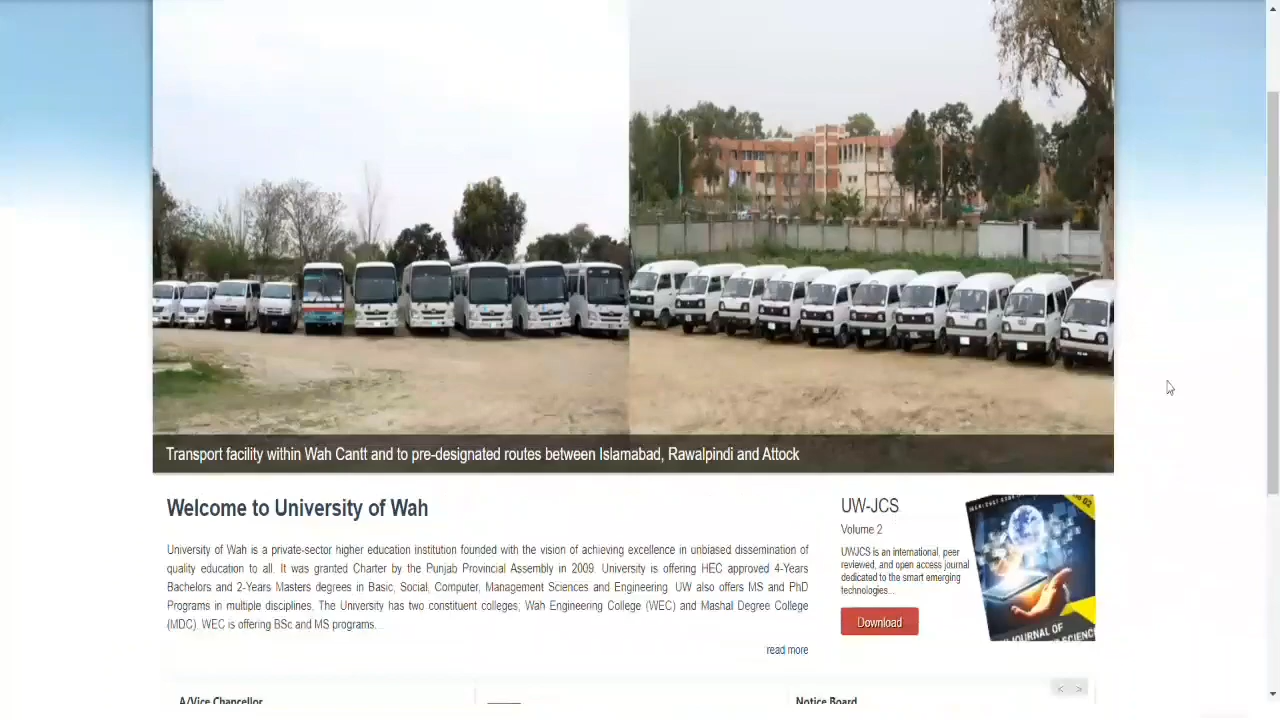 Transport facility within Wah Cantt and to pre-designated routes between Islamabad, Rawalpindi and Attock
Welcome to University of Wah
University of Wah is a private-sector higher education institution founded with the vision of achieving excellence in unbiased dissemination of
quality education to all. It was granted Charter by the Punjab Provincial Assembly in 2009. University is offering HEC approved 4-Years
Bachelors and 2-Years Masters degrees in Basic, Social, Computer, Management Sciences and Engineering. UW also offers MS and PhD
Programs in multiple disciplines. The University has two constituent colleges; Wah Engineering College (WEC) and Mashal Degree College
(MDC). WEC is offering BSc and MS programs...
read more
UW-JCS
Volume 2
UWJCS is an international, peer
reviewed, and open access journal
dedicated to the smart emerging
technologies...
Download
JOURNAL OF
A/Vice Chancellor
Notice Board
< >